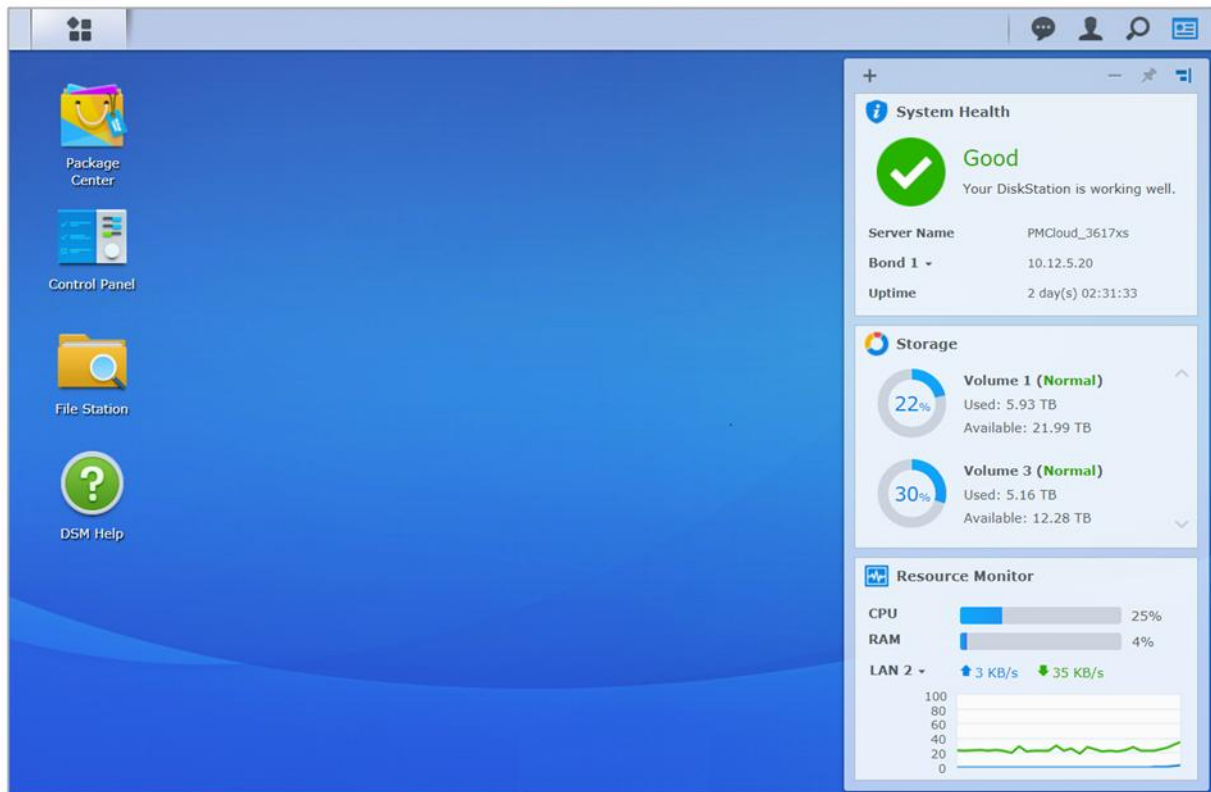 Package
Center
Control Panel
File Station
DSM Help
System Health
Good
Your DiskStation is working well.
Server Name PMCloud_3617xs
Bond 1 10.12.5.20
Uptime 2 day(s) 02:31:33
Storage
22%
Volume 1 (Normal)
Used: 5.93 TB
Available: 21.99 TB
30%
Volume 3 (Normal)
Used: 5.16 TB
Available: 12.28 TB
Resource Monitor
CPU 25%
RAM 4%
LAN 2 3 KB/s 35 KB/s
100
80
60
40
20
0